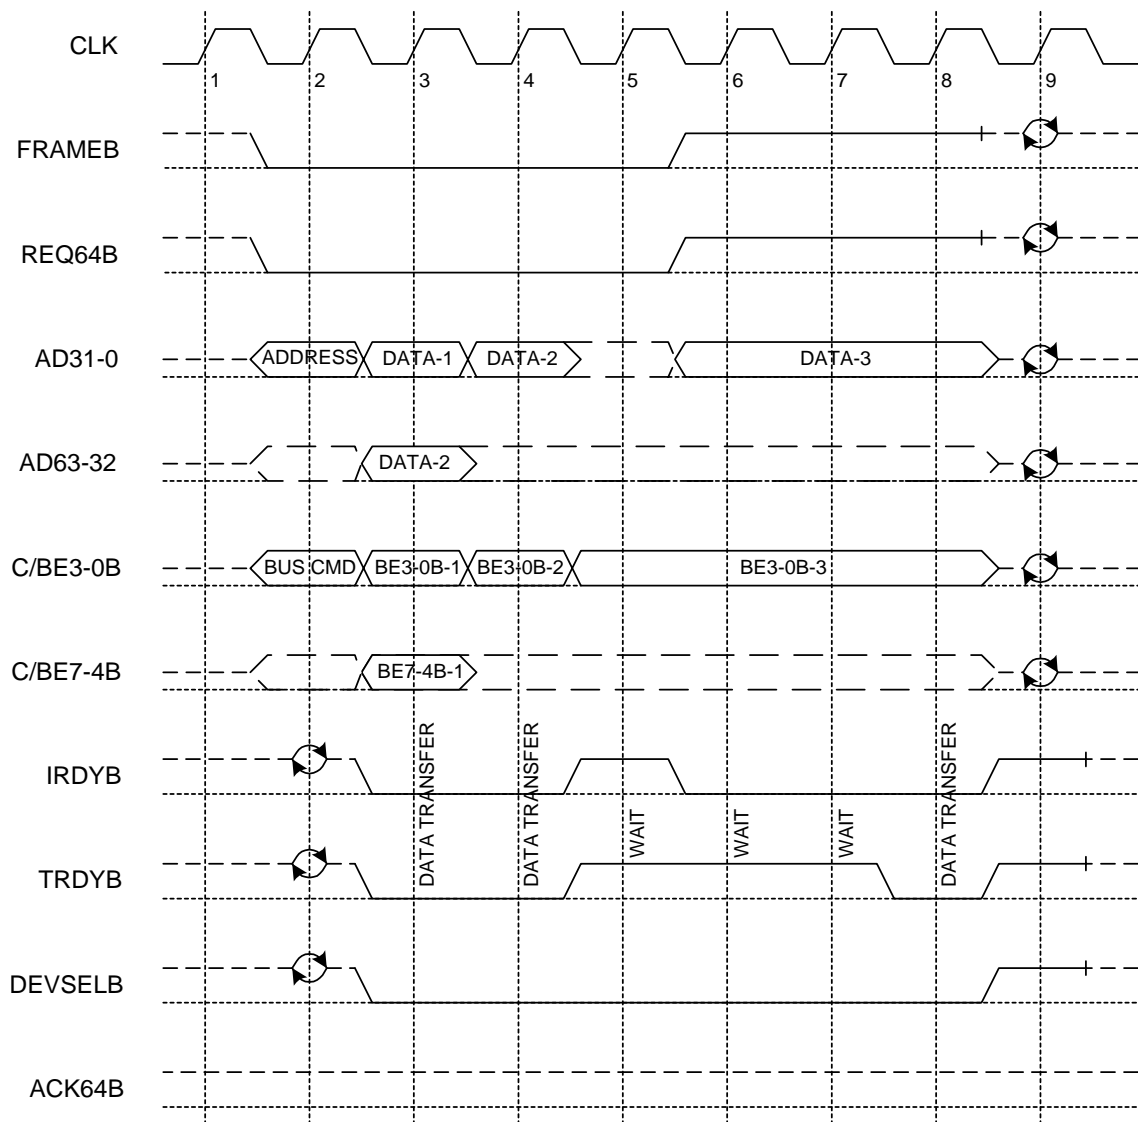 CLK
1 2 3 4 5 6 7 8 9
FRAMEB
REQ64B
AD31-0
ADDRESS DATA-1 DATA-2 DATA-3
AD63-32
DATA-2
C/BE3-0B
BUS CMD BE3-0B-1 BE3-0B-2 BE3-0B-3
C/BE7-4B
BE7-4B-1
IRDYB
DATA TRANSFER
DATA TRANSFER
WAIT
WAIT
WAIT
DATA TRANSFER
TRDYB
DEVSELB
ACK64B